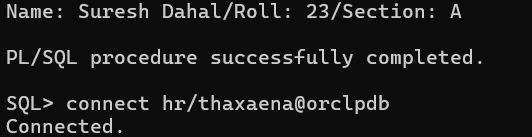 Name: Suresh Dahal/Roll: 23/Section: A
PL/SQL procedure successfully completed.
SQL> connect hr/thaxaena@orclpdb
Connected.